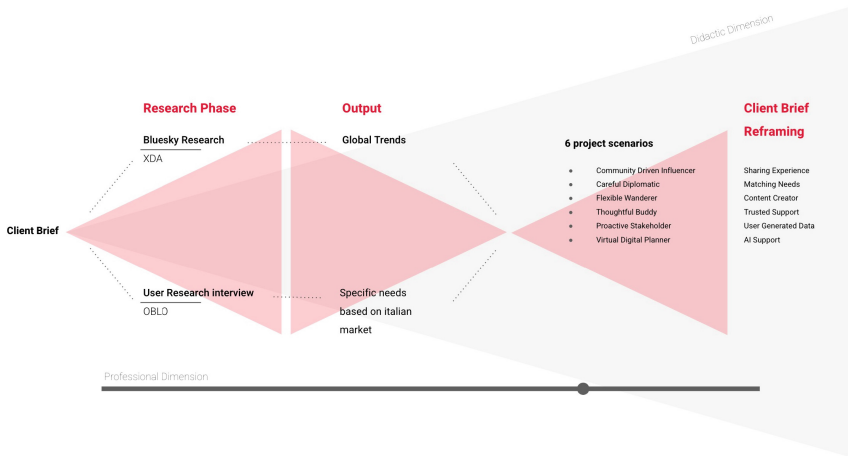 Didactic Dimension
Research Phase
Output
Client Brief
Reframing
Bluesky Research
XDA
Global Trends
6 project scenarios
Community Driven Influencer
Careful Diplomatic
Flexible Wanderer
Thoughtful Buddy
Proactive Stakeholder
Virtual Digital Planner
Sharing Experience
Matching Needs
Content Creator
Trusted Support
User Generated Data
AI Support
Client Brief
User Research interview
OBLO
Specific needs
based on italian
market
Professional Dimension